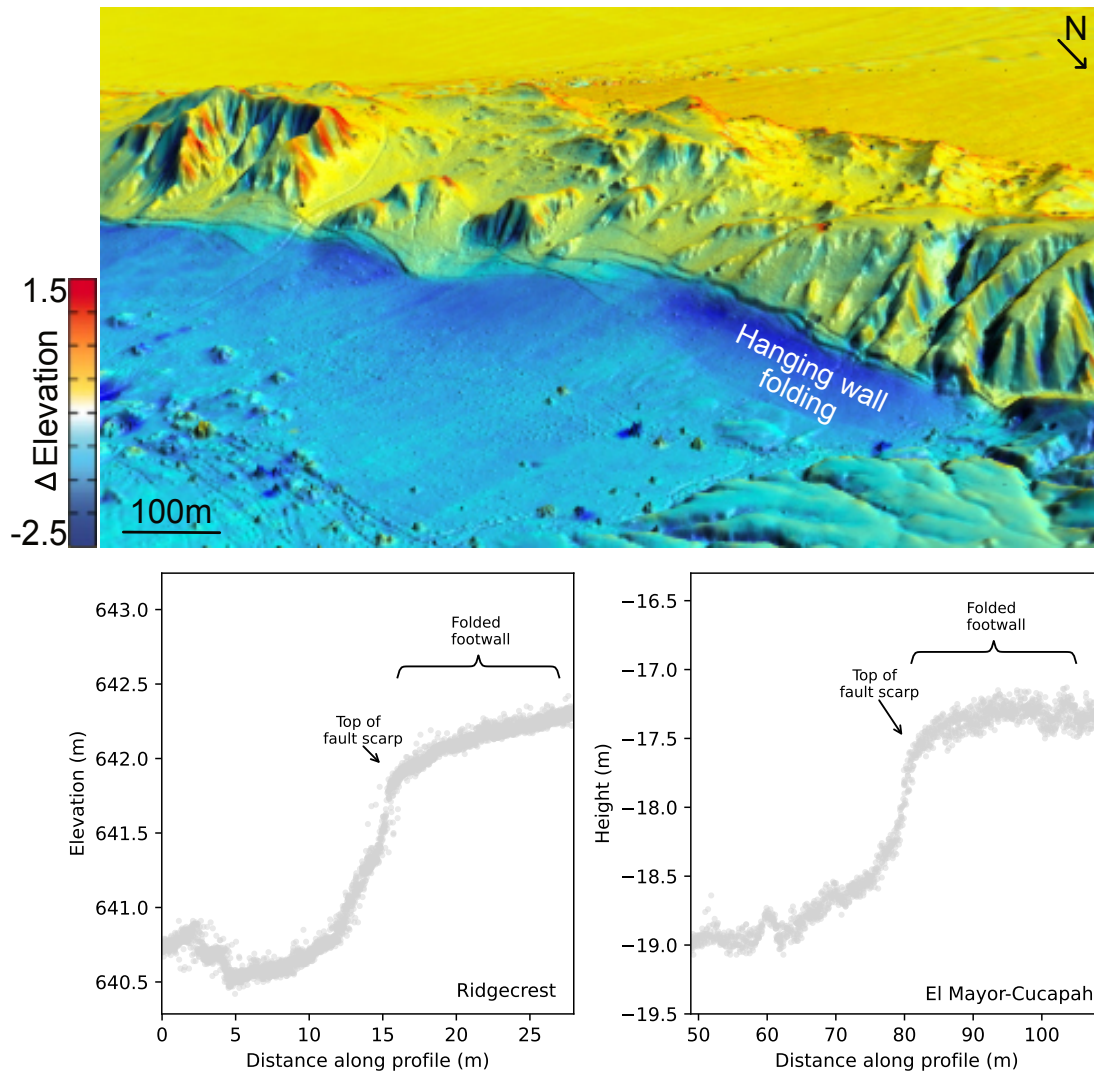 N
1.5
Δ Elevation
-2.5
100m
Hanging wall
folding
643.0
642.5
642.0
641.5
641.0
640.5
Elevation (m)
Folded
footwall
Top of
fault scarp
Ridgecrest
0 5 10 15 20 25
Distance along profile (m)
−16.5
−17.0
−17.5
−18.0
−18.5
−19.0
−19.5
Height (m)
Folded
footwall
Top of
fault scarp
El Mayor-Cucapah
50 60 70 80 90 100
Distance along profile (m)